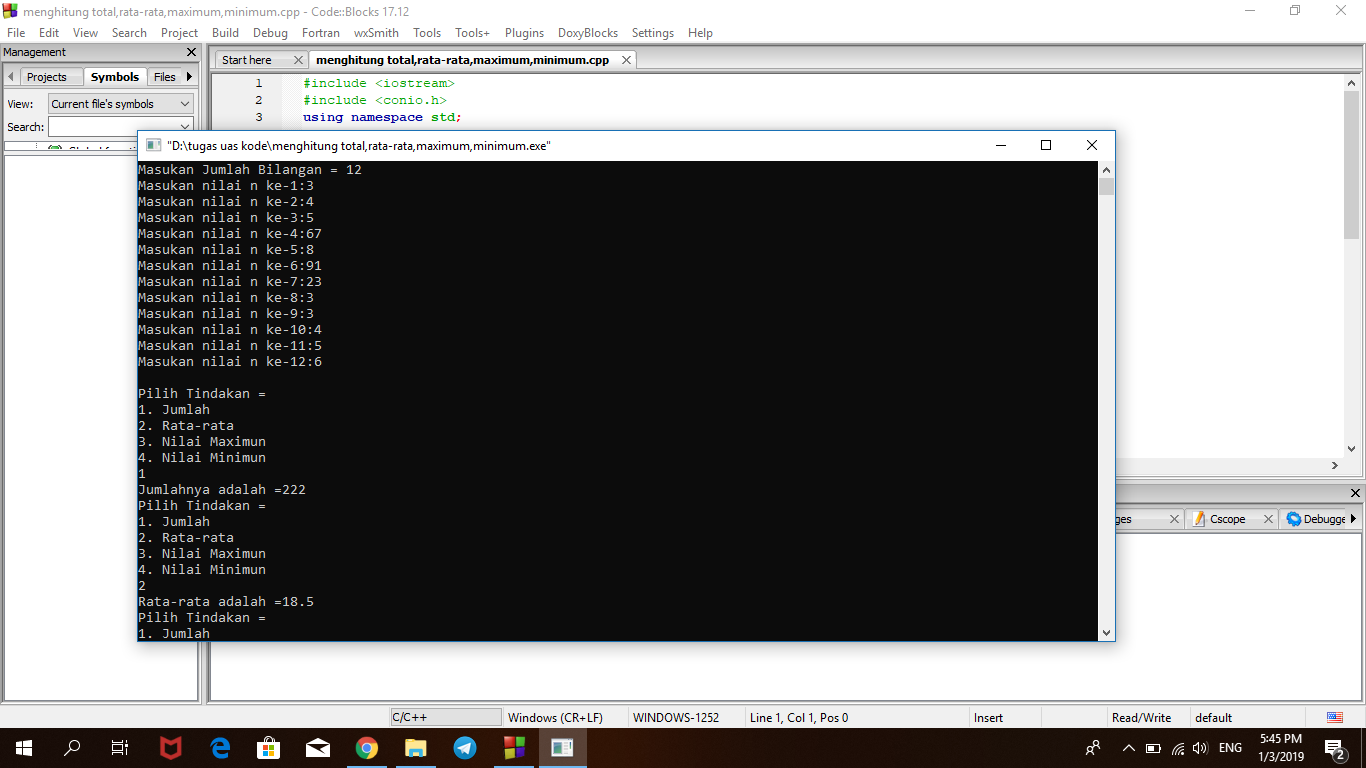 menghitung total,rata-rata,maximum,minimum.cpp - Code::Blocks 17.12
File Edit View Search Project Build Debug Fortran wxSmith Tools Tools+ Plugins DoxyBlocks Settings Help
Management
Start here
menghitung total,rata-rata,maximum,minimum.cpp
Projects Symbols Files
View: Current file's symbols
Search:
1 #include <iostream>
2 #include <conio.h>
3 using namespace std;
"D:\tugas uas kode\menghitung total,rata-rata,maximum,minimum.exe"
Masukan Jumlah Bilangan = 12
Masukan nilai n ke-1:3
Masukan nilai n ke-2:4
Masukan nilai n ke-3:5
Masukan nilai n ke-4:67
Masukan nilai n ke-5:8
Masukan nilai n ke-6:91
Masukan nilai n ke-7:23
Masukan nilai n ke-8:3
Masukan nilai n ke-9:3
Masukan nilai n ke-10:4
Masukan nilai n ke-11:5
Masukan nilai n ke-12:6
Pilih Tindakan =
1. Jumlah
2. Rata-rata
3. Nilai Maximun
4. Nilai Minimun
1
Jumlahnya adalah =222
Pilih Tindakan =
1. Jumlah
2. Rata-rata
3. Nilai Maximun
4. Nilai Minimun
2
Rata-rata adalah =18.5
Pilih Tindakan =
1. Jumlah
ges Cscope Debugge
C/C++ Windows (CR+LF) WINDOWS-1252 Line 1, Col 1, Pos 0 Insert Read/Write default
ENG
5:45 PM
1/3/2019
2